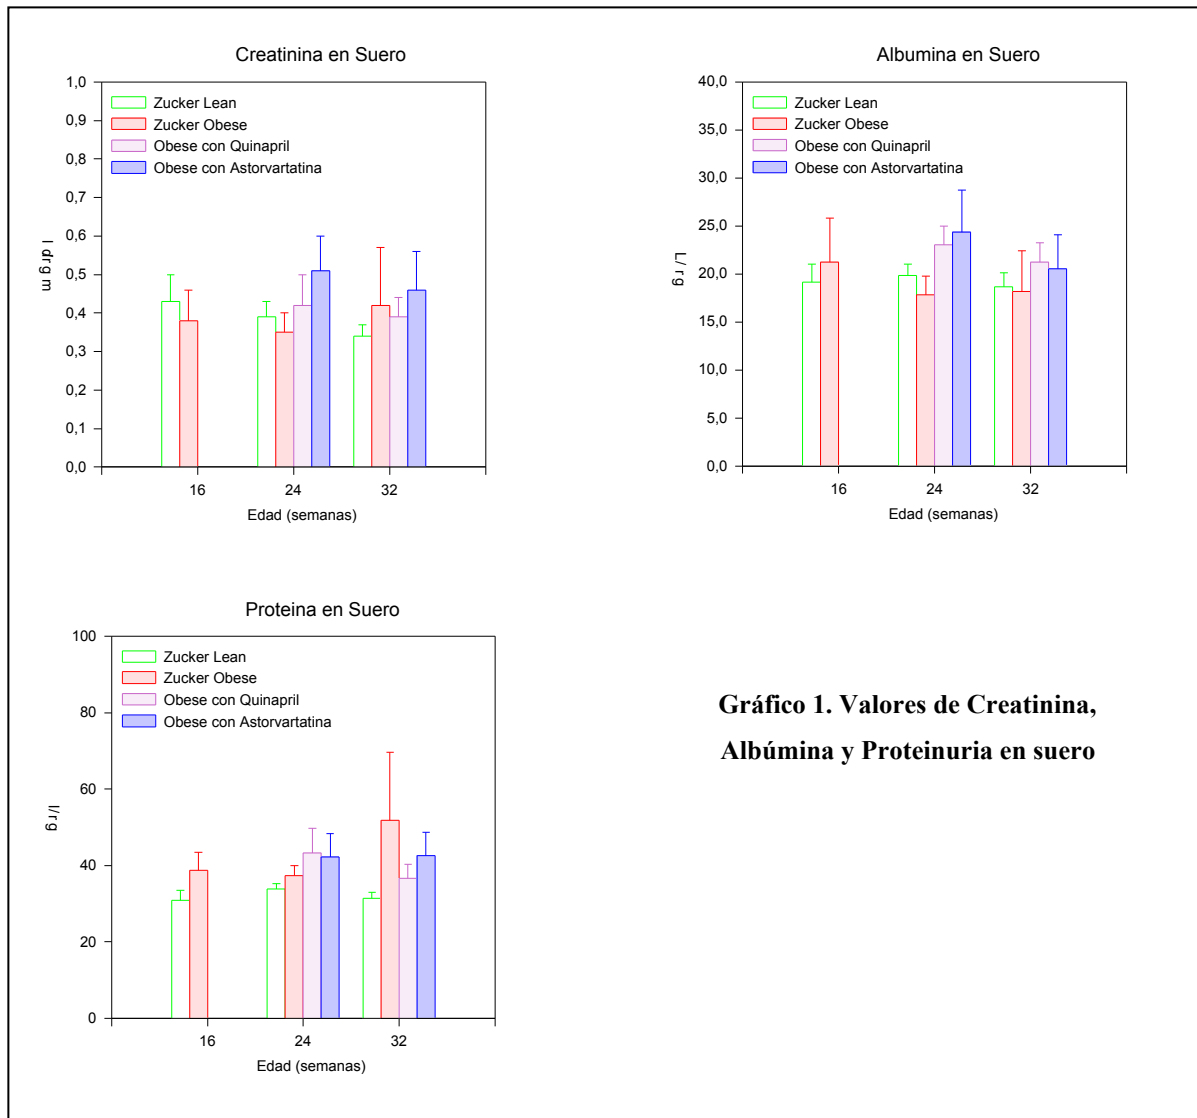 Creatinina en Suero
1,0
0,9
0,8
0,7
0,6
0,5
0,4
0,3
0,2
0,1
0,0
Zucker Lean
Zucker Obese
Obese con Quinapril
Obese con Astorvartatina
l dr g m
16 24 32
Edad (semanas)
Albumina en Suero
40,0
35,0
30,0
25,0
20,0
15,0
10,0
5,0
0,0
Zucker Lean
Zucker Obese
Obese con Quinapril
Obese con Astorvartatina
L/ r g
16 24 32
Edad (semanas)
Proteina en Suero
100
80
60
40
20
0
Zucker Lean
Zucker Obese
Obese con Quinapril
Obese con Astorvartatina
l/ r g
16 24 32
Edad (semanas)
Gráfico 1. Valores de Creatinina,
Albúmina y Proteinuria en suero